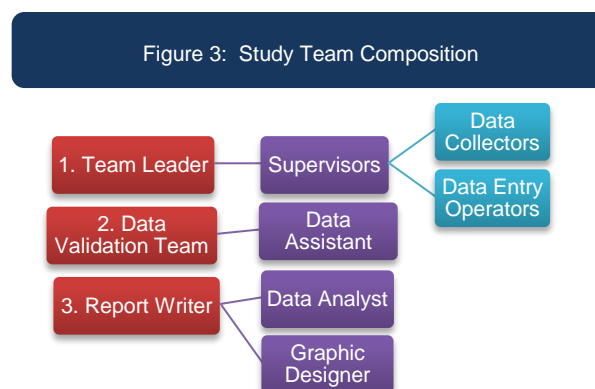 Figure 3:  Study Team Composition
1. Team Leader
Supervisors
Data
Collectors
Data Entry
Operators
2. Data
Validation Team
Data
Assistant
3. Report Writer
Data Analyst
Graphic
Designer